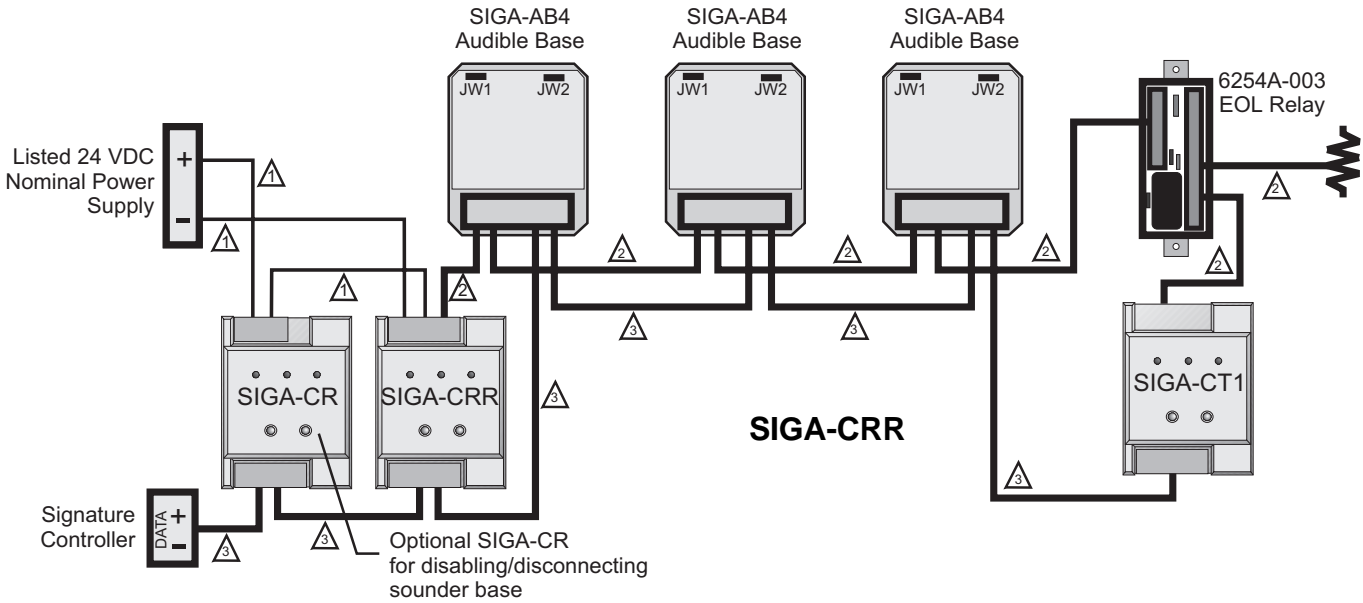 SIGA-AB4
Audible Base
SIGA-AB4
Audible Base
SIGA-AB4
Audible Base
JW1
JW2
JW1
JW2
JW1
JW2
6254A-003
EOL Relay
Listed 24 VDC
Nominal Power
Supply
+
-
1
1
1
2
2
2
2
2
2
3
3
SIGA-CR
SIGA-CRR
3
SIGA-CRR
SIGA-CT1
3
Signature
Controller
DATA
+
-
3
3
Optional SIGA-CR
for disabling/disconnecting
sounder base